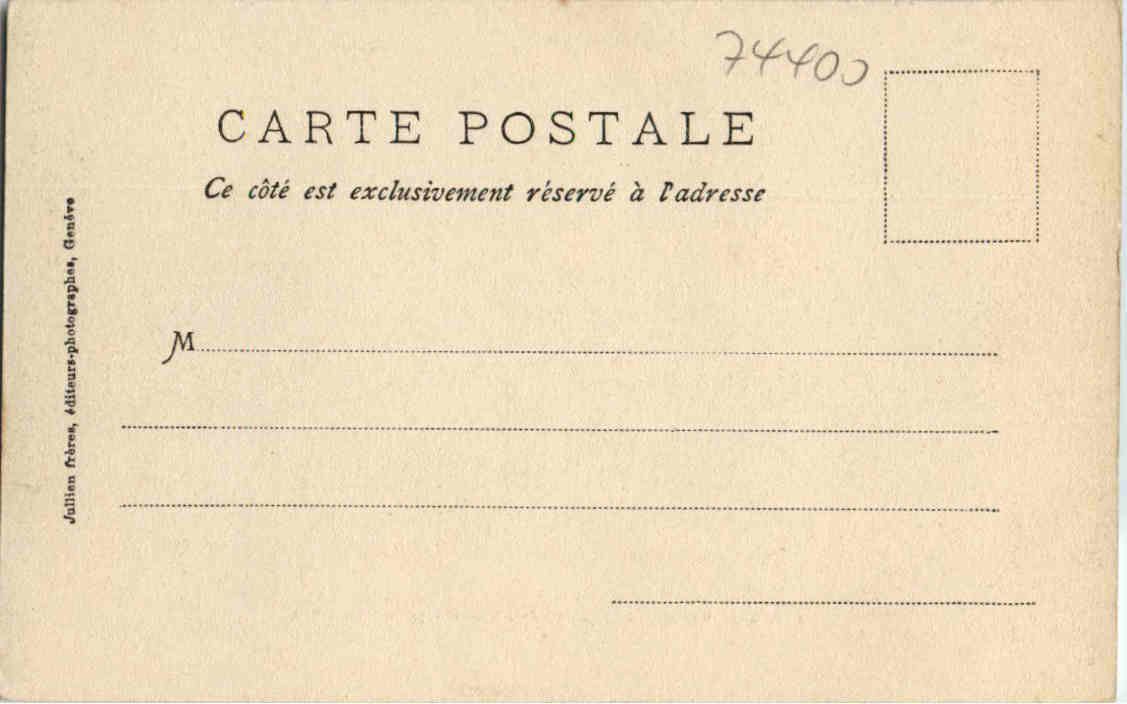 74400
CARTE POSTALE
Ce côté est exclusivement réservé à l'adresse
M
Jullien frères, éditeurs-photographes, Genève